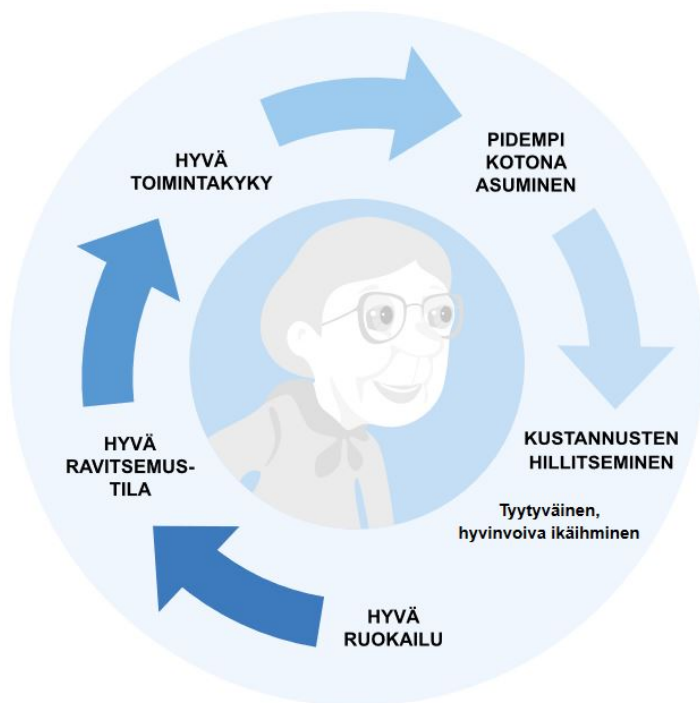 HYVÄ
TOIMINTAKYKY
PIDEMPI
KOTONA
ASUMINEN
HYVÄ
RAVITSEMUS-
TILA
KUSTANNUSTEN
HILLITSEMINEN
Tyytyväinen,
hyvinvoiva ikäihminen
HYVÄ
RUOKAILU